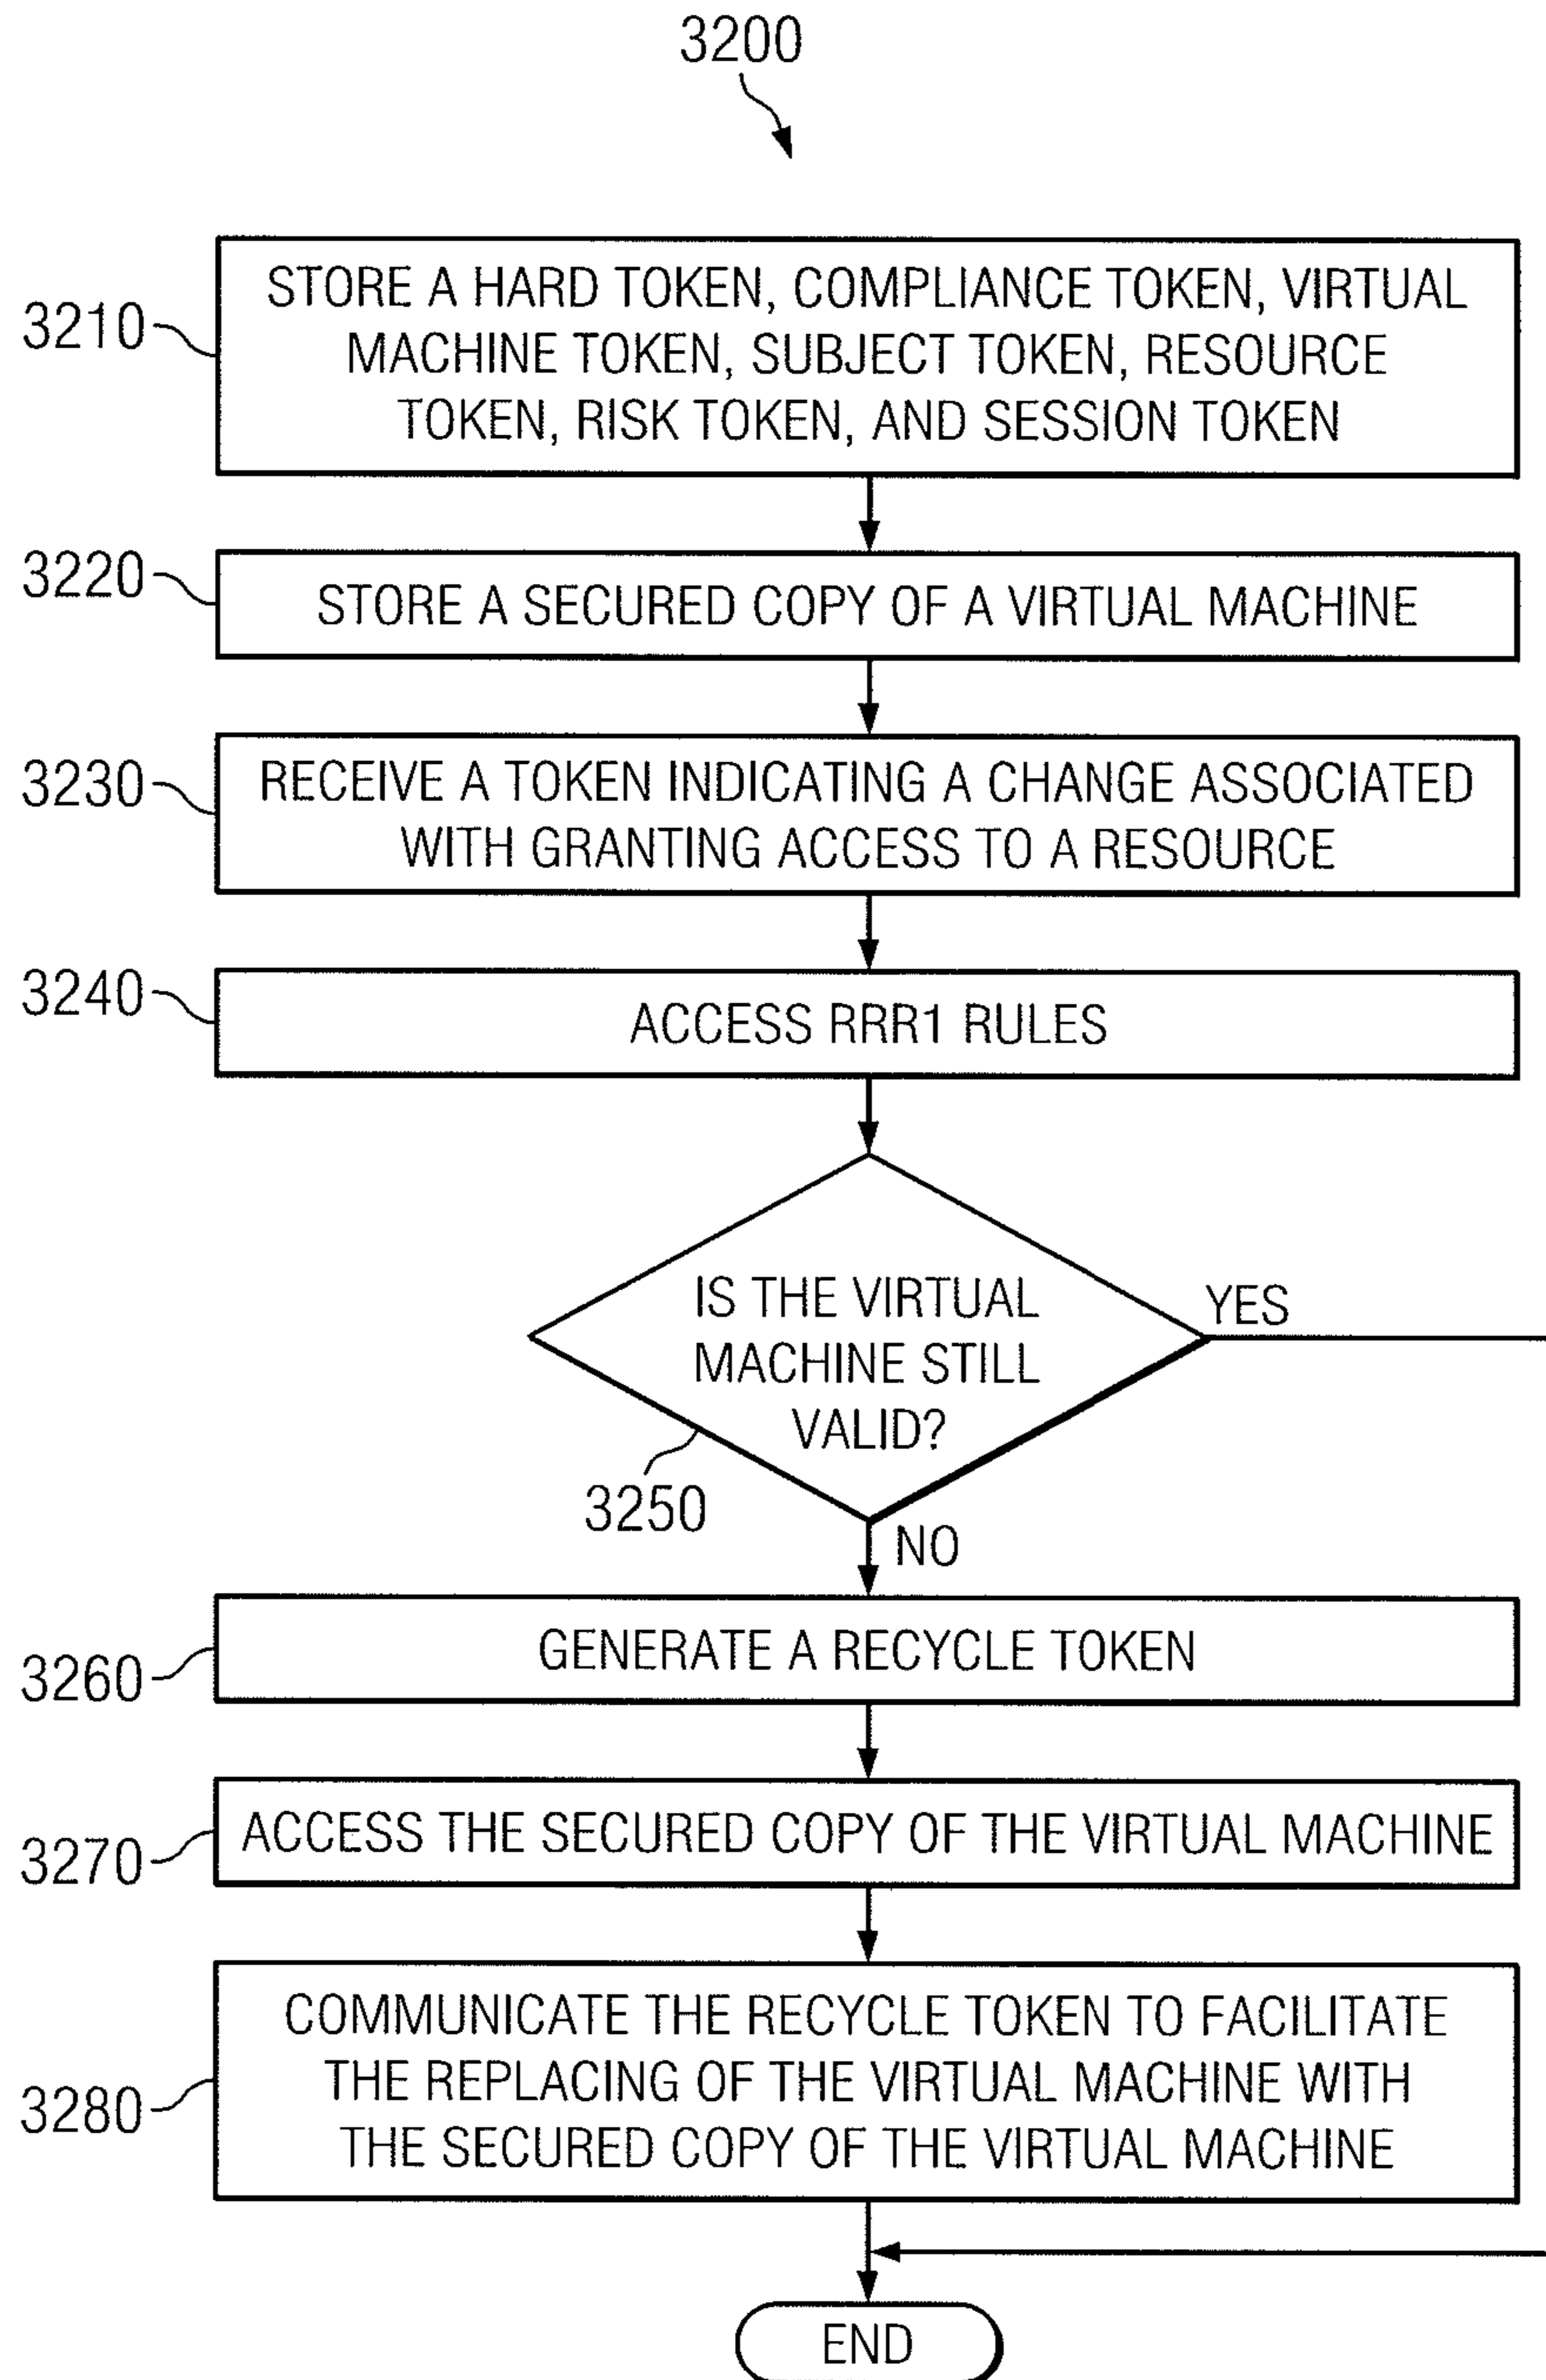 3200
3210
STORE A HARD TOKEN, COMPLIANCE TOKEN, VIRTUAL
MACHINE TOKEN, SUBJECT TOKEN, RESOURCE
TOKEN, RISK TOKEN, AND SESSION TOKEN
3220
STORE A SECURED COPY OF A VIRTUAL MACHINE
3230
RECEIVE A TOKEN INDICATING A CHANGE ASSOCIATED
WITH GRANTING ACCESS TO A RESOURCE
3240
ACCESS RRR1 RULES
IS THE VIRTUAL
MACHINE STILL
VALID?
YES
3250
NO
3260
GENERATE A RECYCLE TOKEN
3270
ACCESS THE SECURED COPY OF THE VIRTUAL MACHINE
3280
COMMUNICATE THE RECYCLE TOKEN TO FACILITATE
THE REPLACING OF THE VIRTUAL MACHINE WITH
THE SECURED COPY OF THE VIRTUAL MACHINE
END